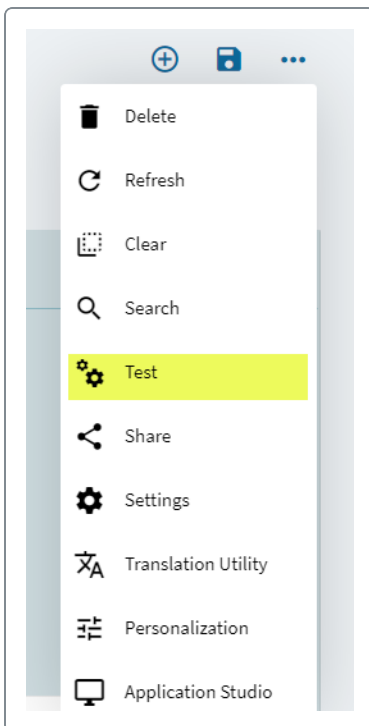 Delete
Refresh
Clear
Search
Test
Share
Settings
Translation Utility
Personalization
Application Studio